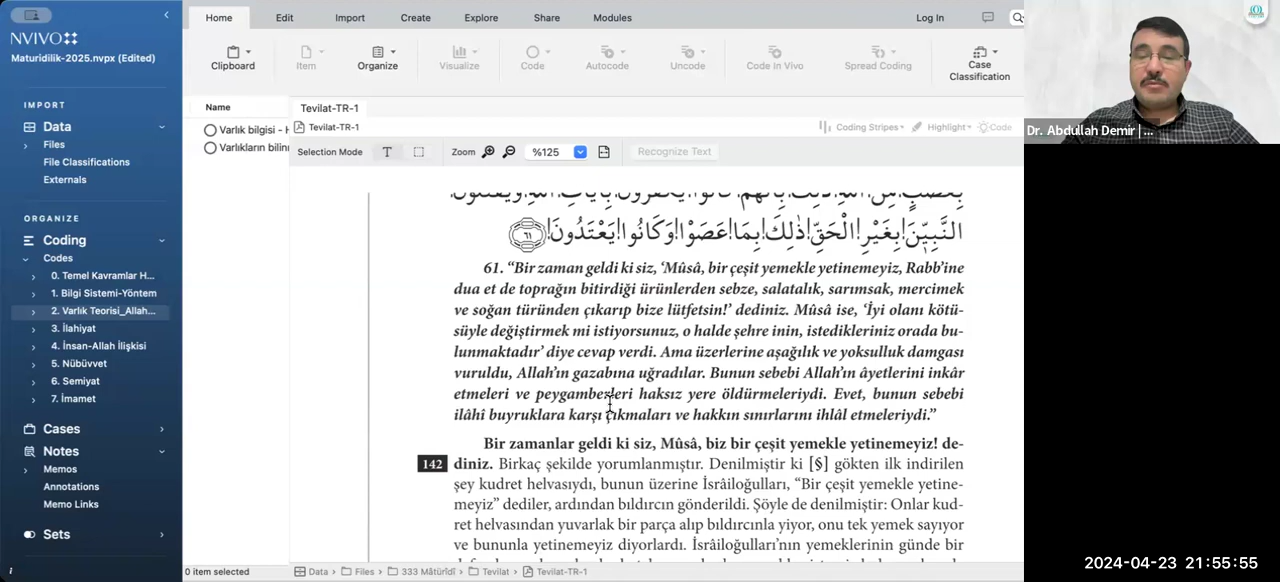 Home Edit Import Create Explore Share Modules Log In
NVIVO
Maturidilik-2025.nvpx (Edited)
Clipboard Item Organize Visualize Code Autocode Uncode Code In Vivo Spread Coding Case Classification
IMPORT
Data
Files
File Classifications
Externals
ORGANIZE
Coding
Codes
0. Temel Kavramlar H...
1. Bilgi Sistemi-Yöntem
2. Varlık Teorisi_Allah...
3. İlahiyat
4. İnsan-Allah İlişkisi
5. Nübüvvet
6. Semiyat
7. İmamet
Cases
Notes
Memos
Annotations
Memo Links
Sets
Name
Varlık bilgisi - H
Varlıkların bilin
0 item selected
Tevilat-TR-1
Tevilat-TR-1
Coding Stripes Highlight Code
Selection Mode T Zoom %125 Recognize Text
بِغَضَبٍ مِنَ اللّٰهِ ذٰلِكَ بِاَنَّهُمْ كَانُوا يَكْفُرُونَ بِاٰيَاتِ اللّٰهِ وَيَقْتُلُونَ
النَّبِيّنَ بِغَيْرِ الْحَقِّ ذٰلِكَ بِمَا عَصَوْا وَكَانُوا يَعْتَدُونَ ٦١
61. “Bir zaman geldi ki siz, ‘Mûsâ, bir çeşit yemekle yetinemeyiz, Rabb’ine
dua et de toprağın bitirdiği ürünlerden sebze, salatalık, sarımsak, mercimek
ve soğan türünden çıkarıp bize lütfetsin!’ dediniz. Mûsâ ise, ‘İyi olanı kötü-
süyle değiştirmek mi istiyorsunuz, o halde şehre inin, istedikleriniz orada bu-
lunmaktadır’ diye cevap verdi. Ama üzerlerine aşağılık ve yoksulluk damgası
vuruldu, Allah’ın gazabına uğradılar. Bunun sebebi Allah’ın âyetlerini inkâr
etmeleri ve peygamberleri haksız yere öldürmeleriydi. Evet, bunun sebebi
ilâhî buyruklara karşı çıkmaları ve hakkın sınırlarını ihlâl etmeleriydi.”
Bir zamanlar geldi ki siz, Mûsâ, biz bir çeşit yemekle yetinemeyiz! de-
142 diniz. Birkaç şekilde yorumlanmıştır. Denilmiştir ki [§] gökten ilk indirilen
şey kudret helvasıydı, bunun üzerine İsrâiloğulları, “Bir çeşit yemekle yetine-
meyiz” dediler, ardından bıldırcın gönderildi. Şöyle de denilmiştir: Onlar kud-
ret helvasından yuvarlak bir parça alıp bıldırcınla yiyor, onu tek yemek sayıyor
ve bununla yetinemeyiz diyorlardı. İsrâiloğulları’nın yemeklerinin günde bir
Data Files 333 Mâtürîdî Tevilat Tevilat-TR-1
Dr. Abdullah Demir | ...
2024-04-23 21:55:55